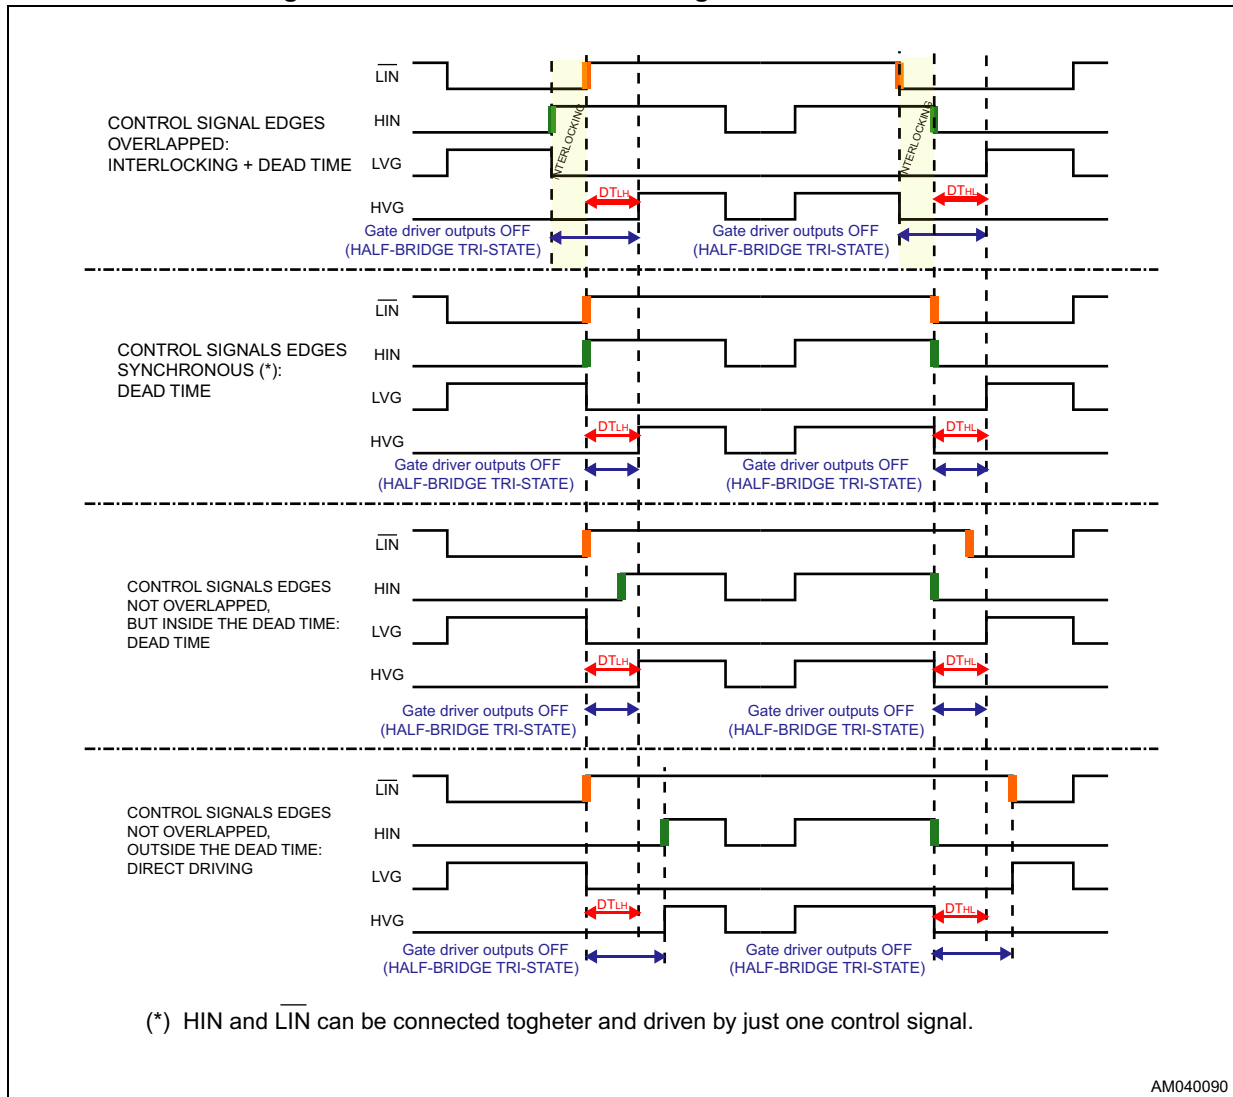 CONTROL SIGNAL EDGES
OVERLAPPED:
INTERLOCKING + DEAD TIME
LIN
HIN
LVG
HVG
INTERLOCKING
INTERLOCKING
DTLH
DTHL
Gate driver outputs OFF
(HALF-BRIDGE TRI-STATE)
Gate driver outputs OFF
(HALF-BRIDGE TRI-STATE)
CONTROL SIGNALS EDGES
SYNCHRONOUS (*):
DEAD TIME
LIN
HIN
LVG
HVG
DTLH
DTHL
Gate driver outputs OFF
(HALF-BRIDGE TRI-STATE)
Gate driver outputs OFF
(HALF-BRIDGE TRI-STATE)
CONTROL SIGNALS EDGES
NOT OVERLAPPED,
BUT INSIDE THE DEAD TIME:
DEAD TIME
LIN
HIN
LVG
HVG
DTLH
DTHL
Gate driver outputs OFF
(HALF-BRIDGE TRI-STATE)
Gate driver outputs OFF
(HALF-BRIDGE TRI-STATE)
CONTROL SIGNALS EDGES
NOT OVERLAPPED,
OUTSIDE THE DEAD TIME:
DIRECT DRIVING
LIN
HIN
LVG
HVG
DTLH
DTHL
Gate driver outputs OFF
(HALF-BRIDGE TRI-STATE)
Gate driver outputs OFF
(HALF-BRIDGE TRI-STATE)
(*) HIN and LIN can be connected togheter and driven by just one control signal.
AM040090